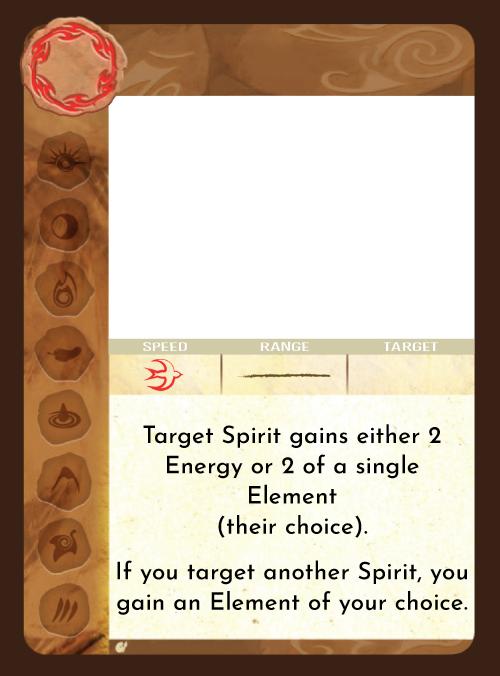 SPEED RANGE TARGET
Target Spirit gains either 2
Energy or 2 of a single
Element
(their choice).
If you target another Spirit, you
gain an Element of your choice.